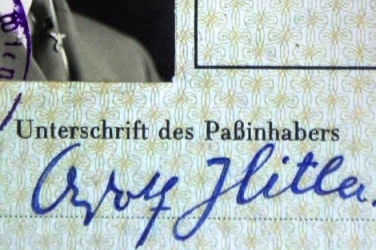 Unterschrift des Paßinhabers
Adolf Hitler.